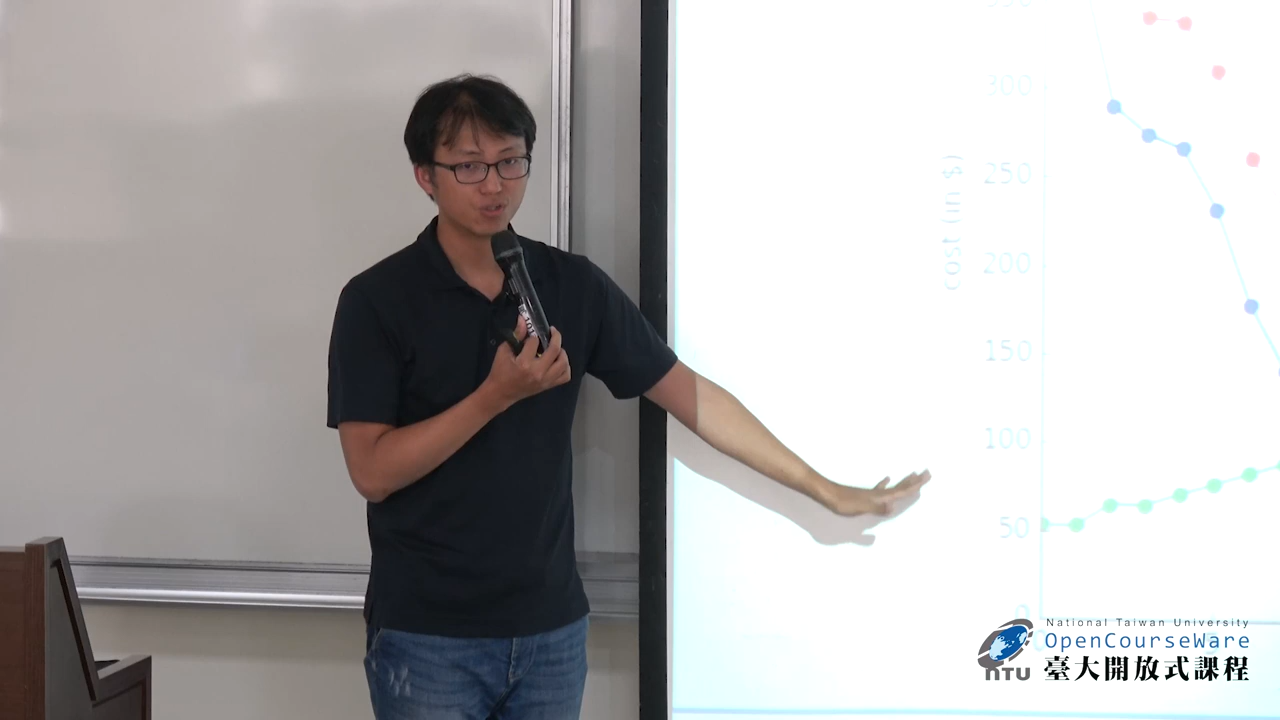 300
250
200
150
100
50
0
cost (in $)
National Taiwan University
OpenCourseWare
臺大開放式課程
NTU